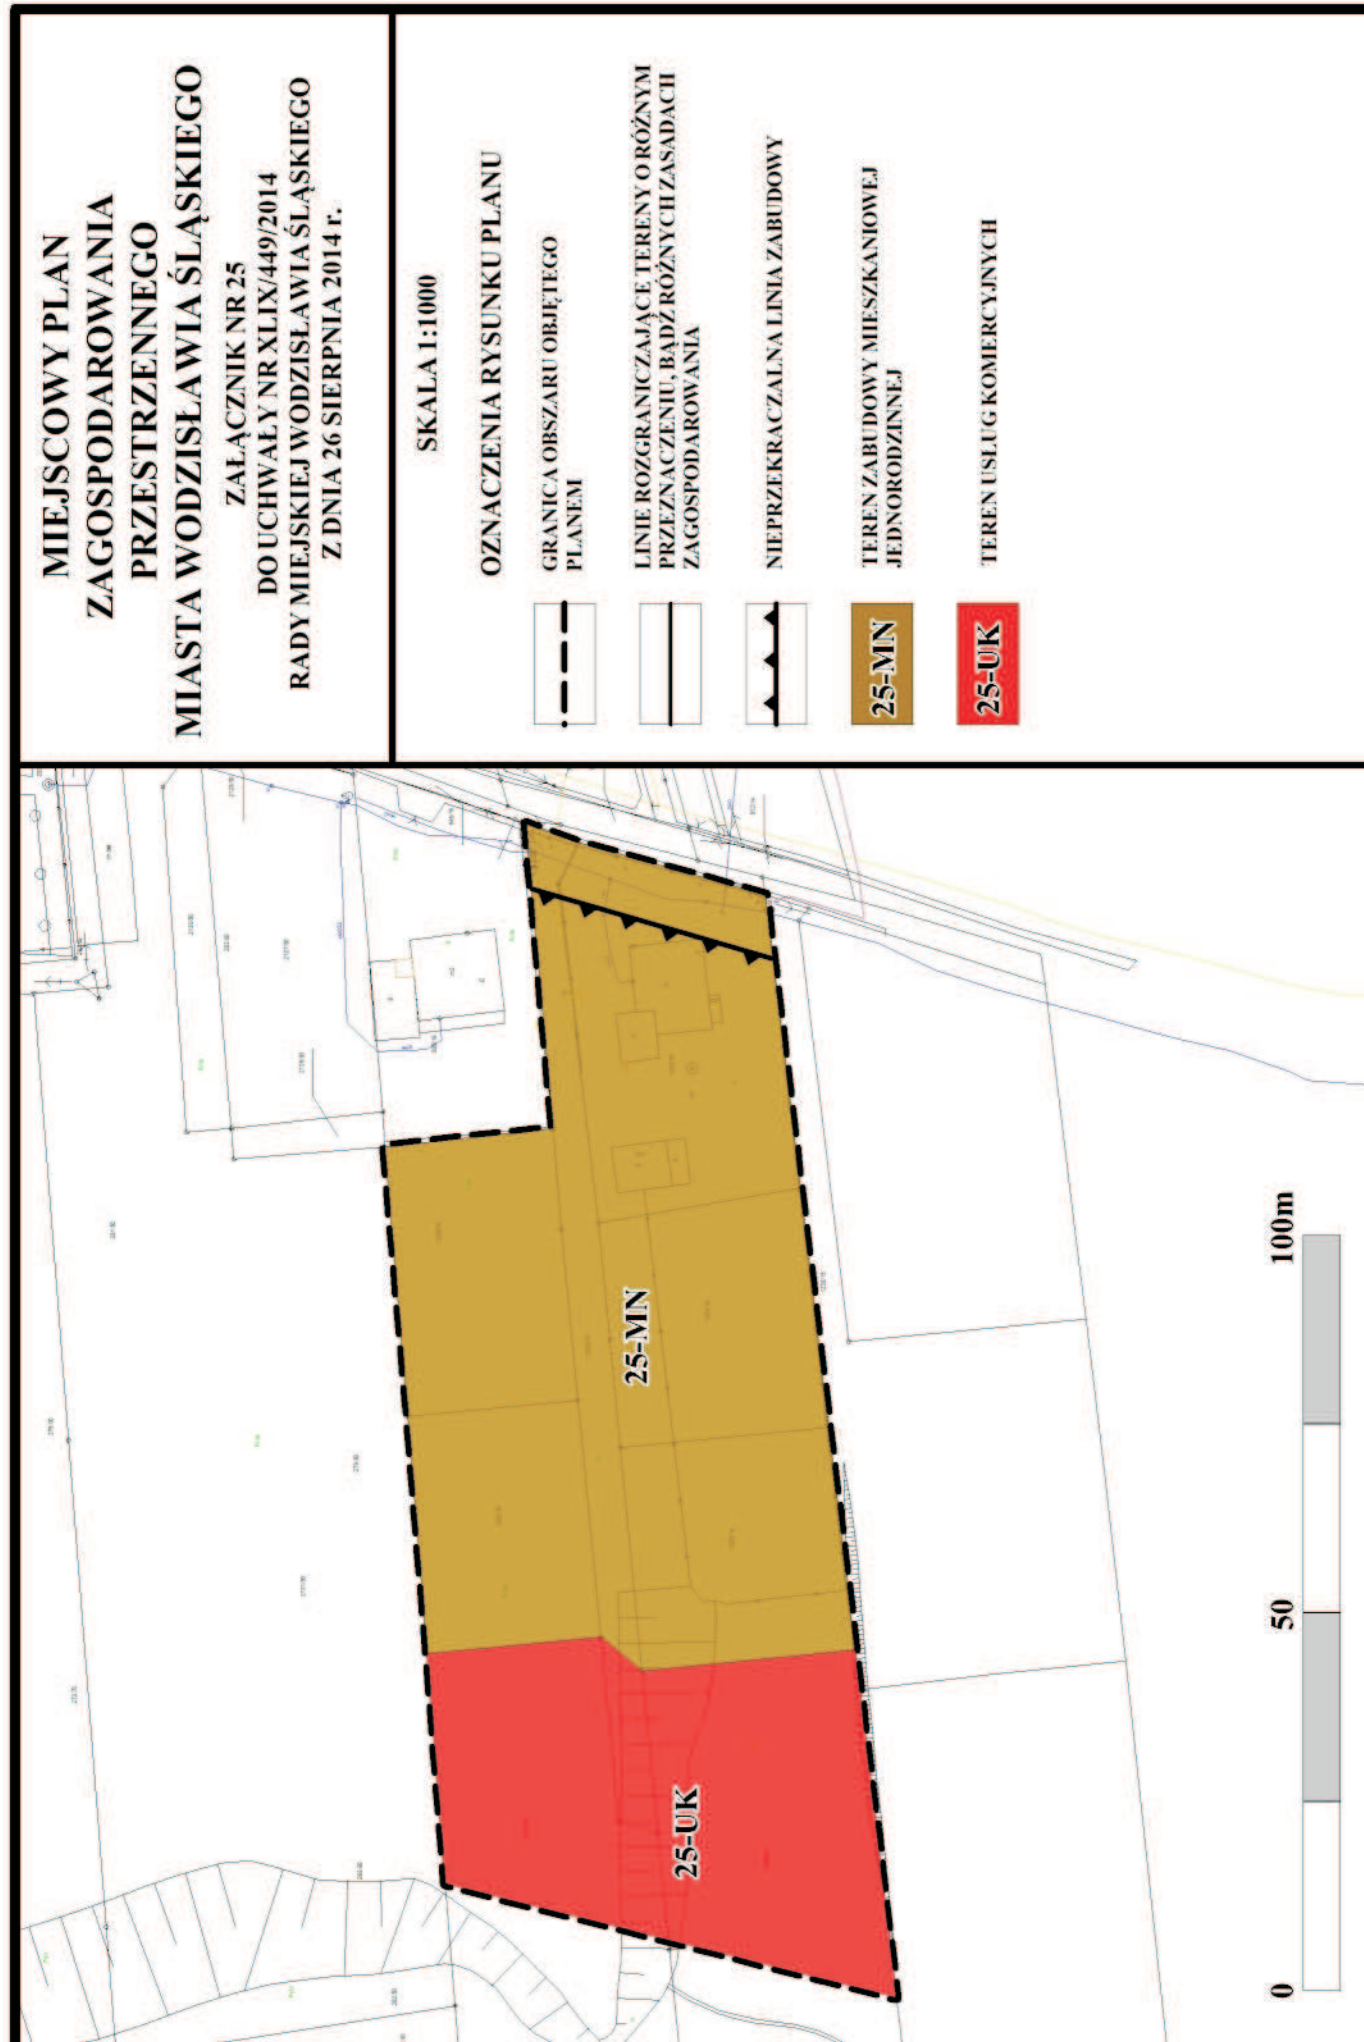 MIEJSCOWY PLAN
ZAGOSPODAROWANIA
PRZESTRZENNEGO
MIASTA WODZISŁAWIA ŚLĄSKIEGO
ZAŁĄCZNIK NR 25
DO UCHWAŁY NR XLIX/449/2014
RADY MIEJSKIEJ WODZISŁAWIA ŚLĄSKIEGO
Z DNIA 26 SIERPNIA 2014 r.
SKALA 1:1000
OZNACZENIA RYSUNKU PLANU
GRANICA OBSZARU OBJĘTEGO
PLANEM
LINIE ROZGRANICZAJĄCE TERENY O RÓŻNYM
PRZEZNACZENIU, BĄDŹ RÓŻNYCH ZASADACH
ZAGOSPODAROWANIA
NIEPRZEKRACZALNA LINIA ZABUDOWY
25-MN
TEREN ZABUDOWY MIESZKANIOWEJ
JEDNORODZINNEJ
25-UK
TEREN USŁUG KOMERCYJNYCH
25-MN
25-UK
0
50
100m